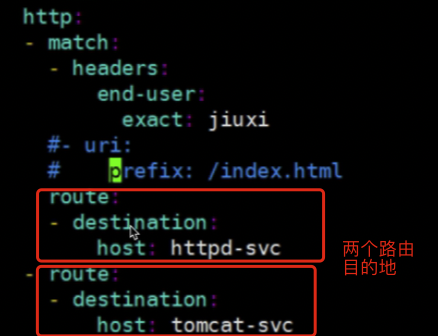 http:
- match:
  - headers:
      end-user:
        exact: jiuxi
  #- uri:
  #    prefix: /index.html
  route:
  - destination:
      host: httpd-svc
两个路由
目的地
- route:
  - destination:
      host: tomcat-svc